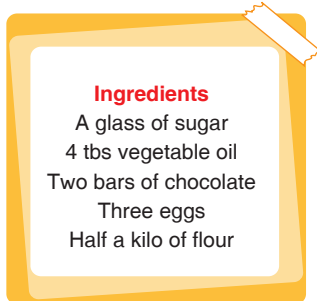 Ingredients
A glass of sugar
4 tbs vegetable oil
Two bars of chocolate
Three eggs
Half a kilo of flour